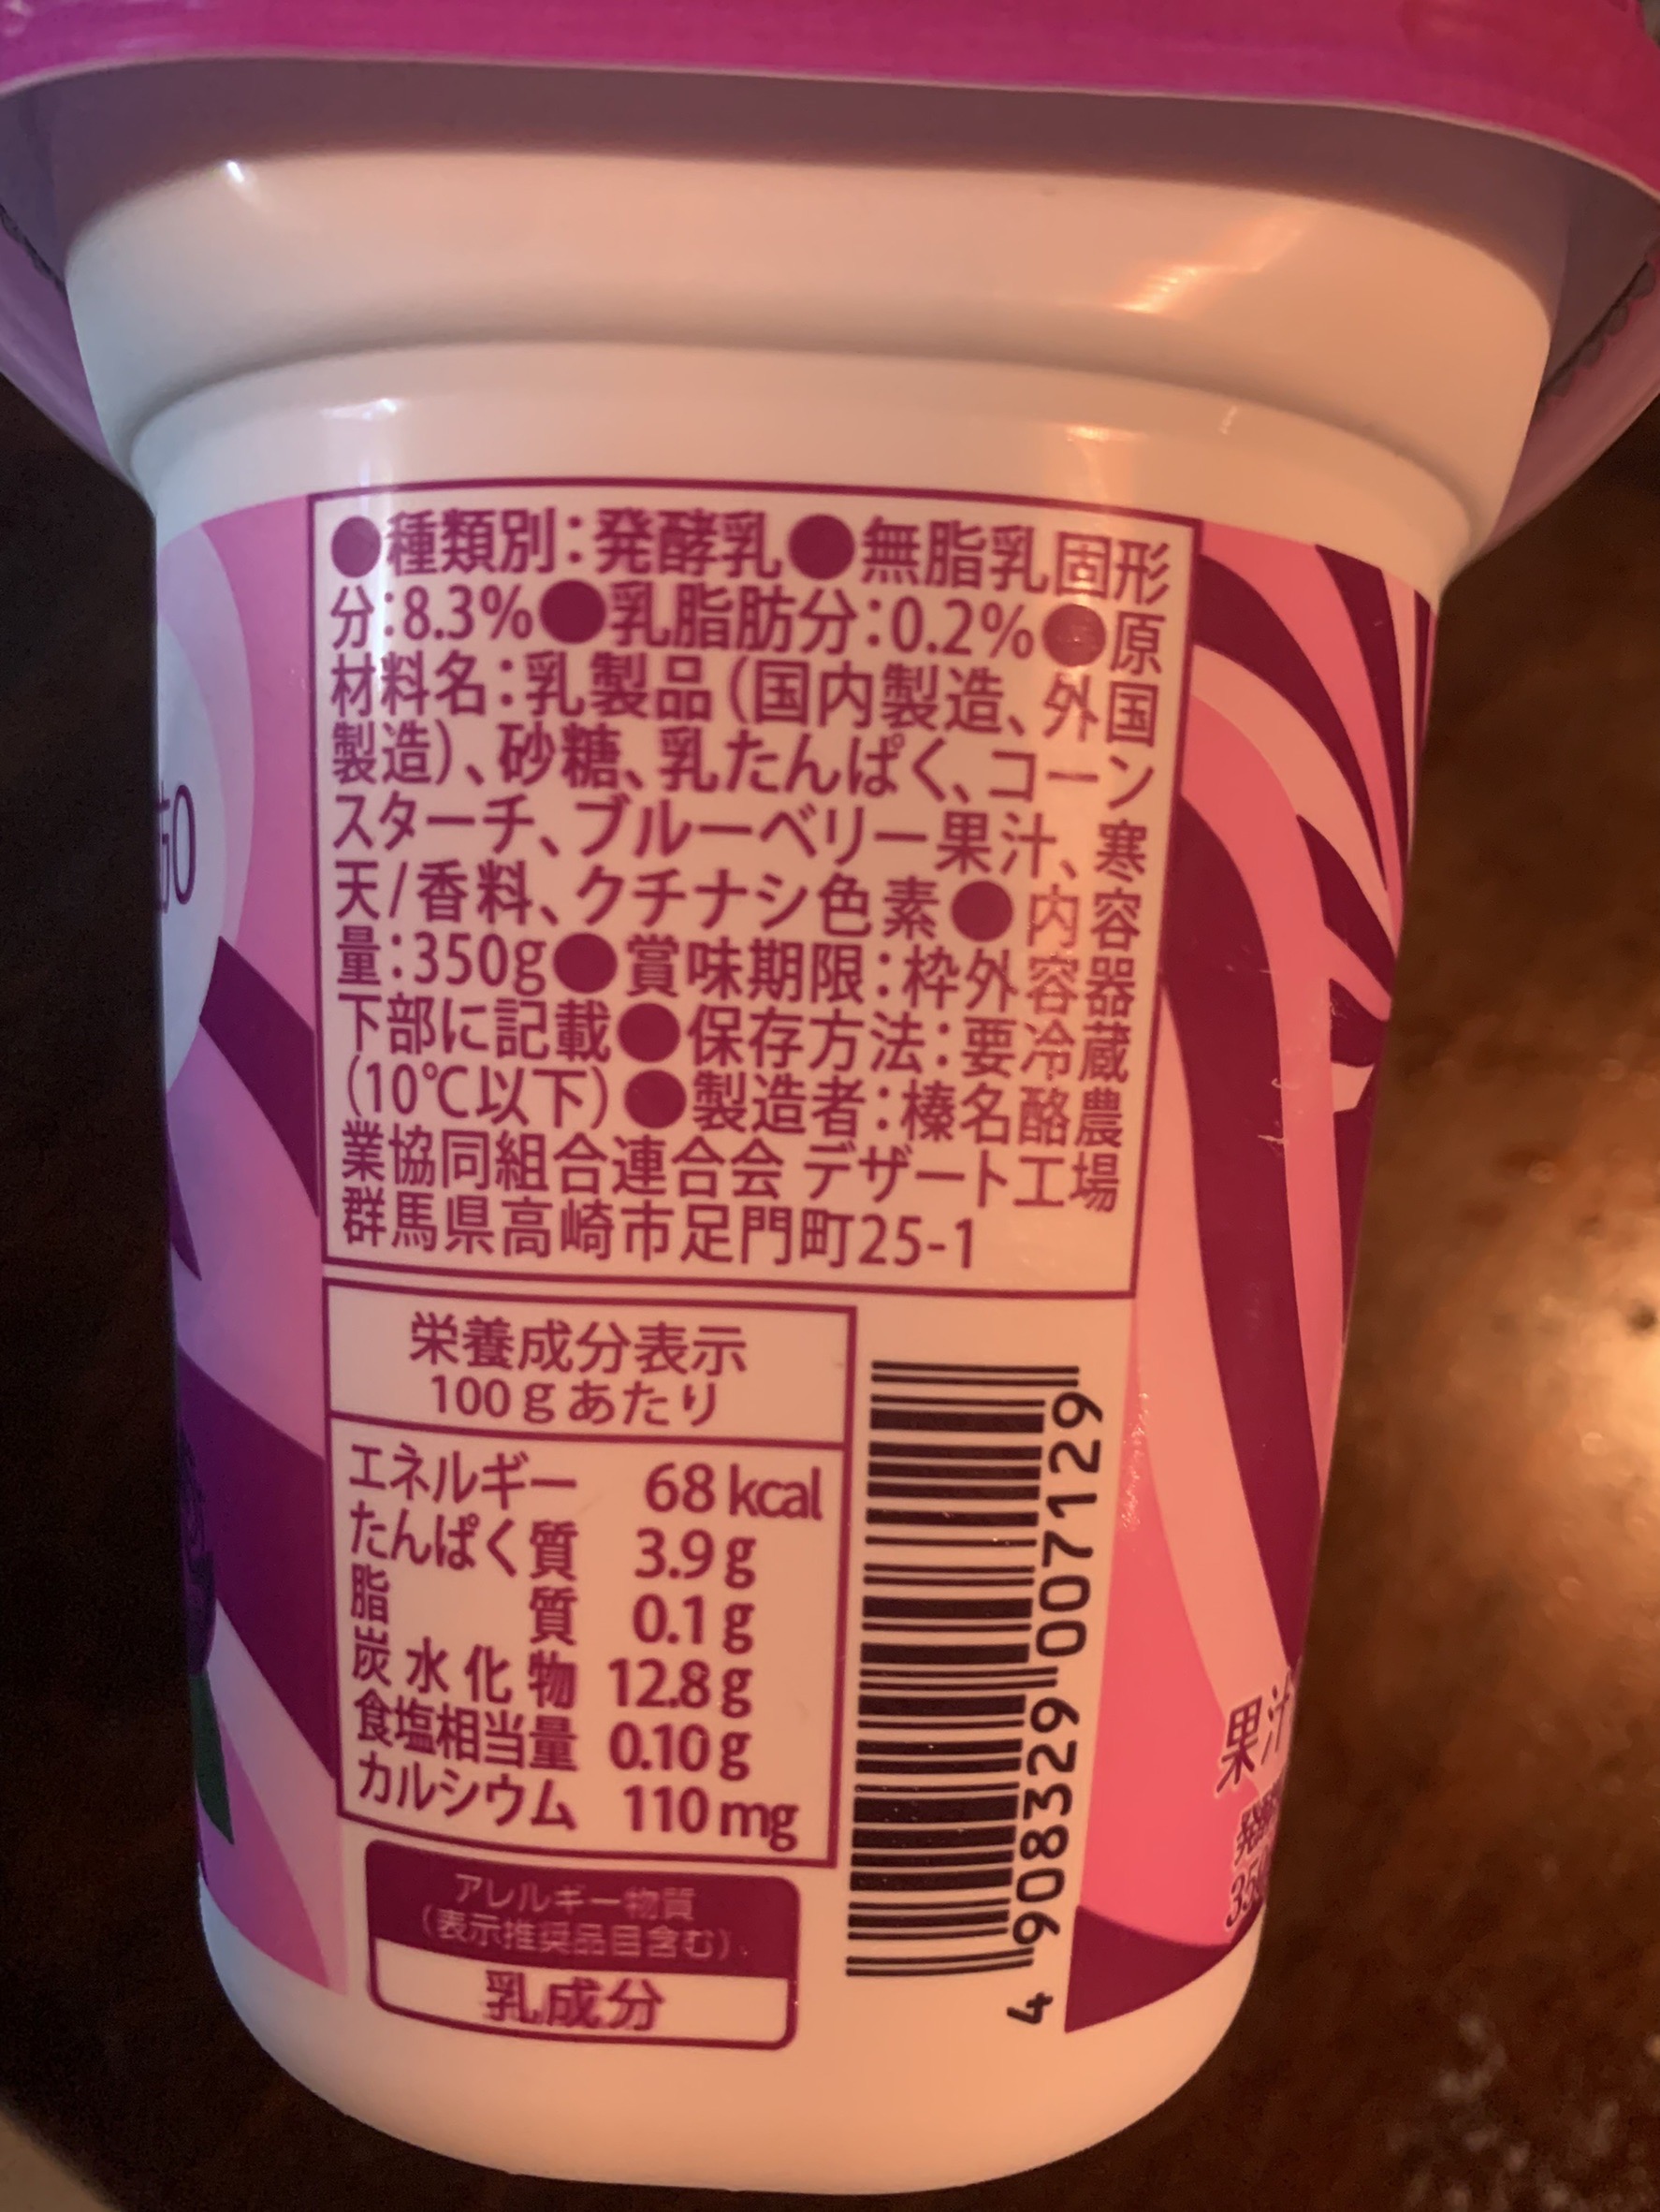 ●種類別：発酵乳●無脂乳固形
分：8.3%●乳脂肪分：0.2%●原
材料名：乳製品（国内製造、外国
製造）、砂糖、乳たんぱく、コーン
スターチ、ブルーベリー果汁、寒
天/香料、クチナシ色素●内容
量：350g●賞味期限：枠外容器
下部に記載●保存方法：要冷蔵
（10℃以下）●製造者：榛名酪農
業協同組合連合会 デザート工場
群馬県高崎市足門町25-1
栄養成分表示
100gあたり
エネルギー 68kcal
たんぱく質 3.9g
脂質 0.1g
炭水化物 12.8g
食塩相当量 0.10g
カルシウム 110mg
アレルギー物質
（表示推奨品目含む）
乳成分
4 908329 007129
果汁